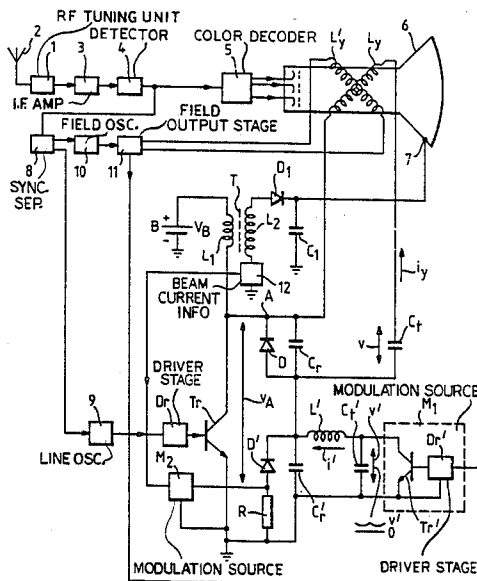 RF TUNING UNIT
DETECTOR
2
1
3
4
I.F. AMP
COLOR DECODER
5
L'y
Ly
6
7
FIELD OSC.
FIELD
OUTPUT STAGE
8
10
11
SYNC.
SEP.
D1
T
B
+
-
VB
L1
L2
C1
12
BEAM
CURRENT
INFO
iy
A
D
Cr
v
Ct
DRIVER
STAGE
Dr
Tr
vA
MODULATION
SOURCE
M1
L'
Ct'
Dr'
9
LINE OSC.
M2
D'
i'
v'
v'
0
R
Cr'
Tr'
MODULATION SOURCE
DRIVER STAGE